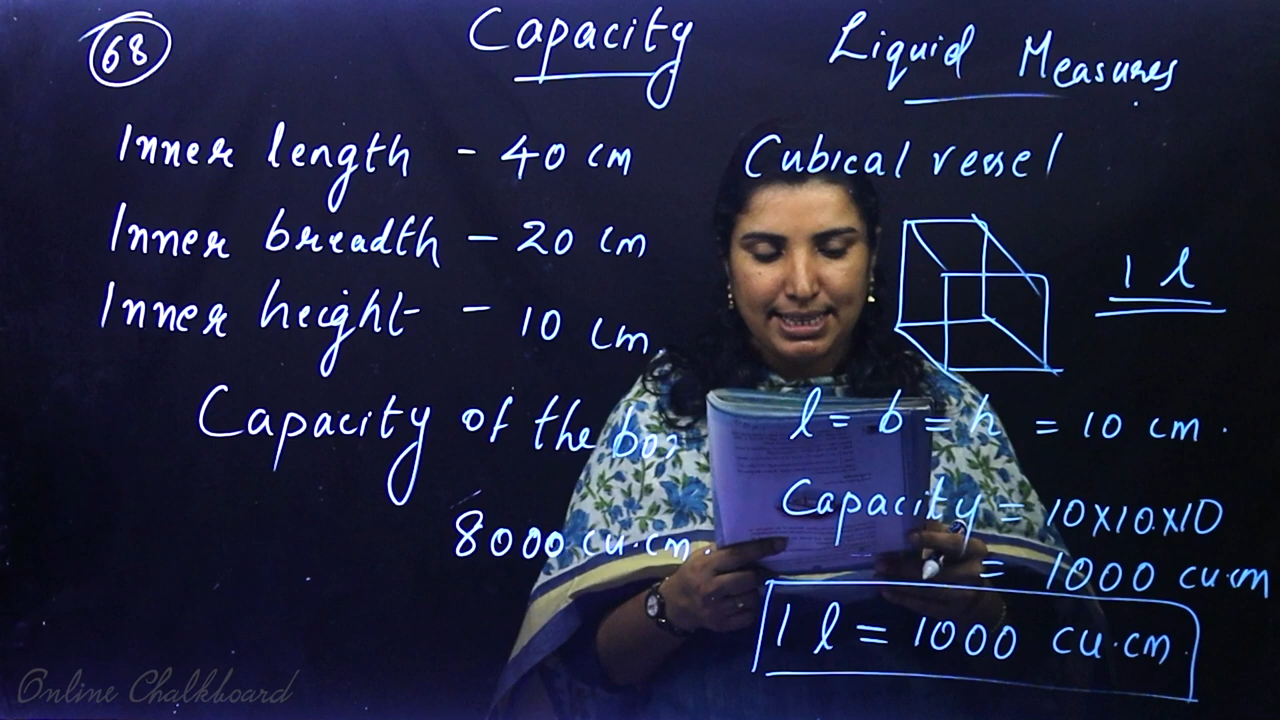 68
Capacity
Inner length - 40 cm
Inner breadth - 20 cm
Inner height - 10 cm.
Capacity of the box
8000 cu.cm.
Liquid Measures
Cubical vessel
1 l
l = b = h = 10 cm.
Capacity = 10x10x10
= 1000 cu.cm
1 l = 1000 cu.cm.
Online Chalkboard